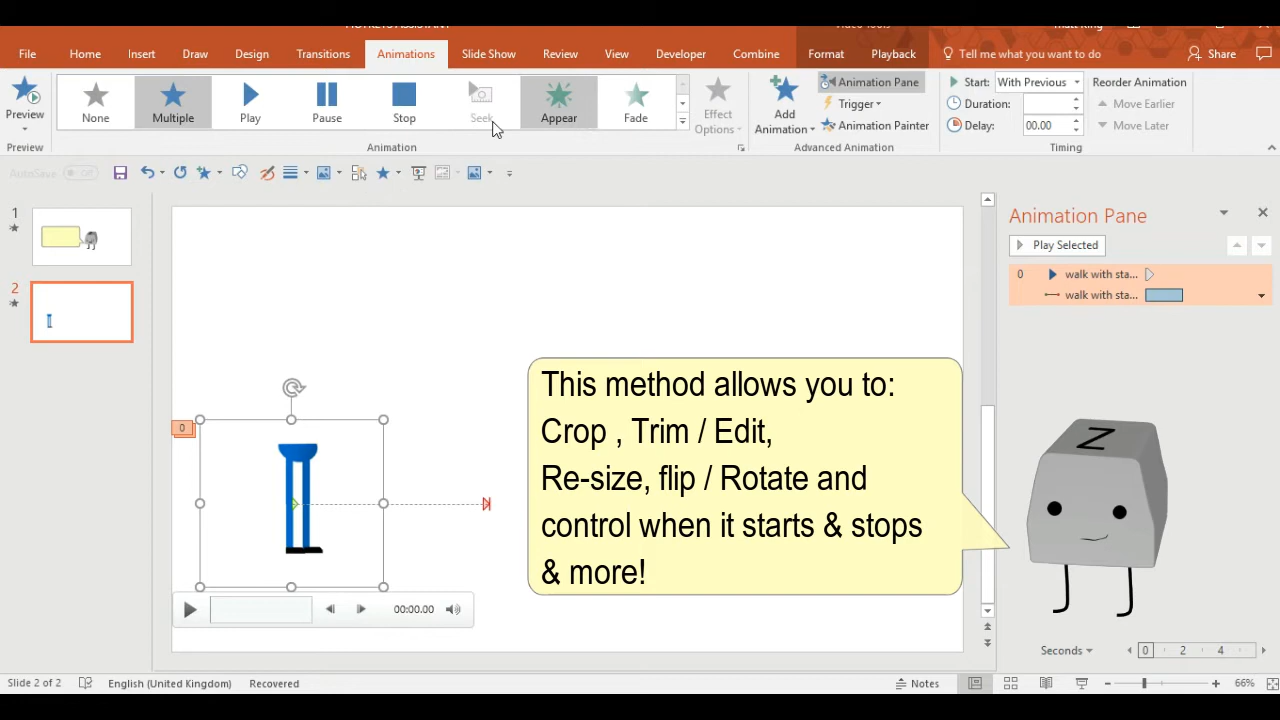 File Home Insert Draw Design Transitions Animations Slide Show Review View Developer Combine Format Playback Tell me what you want to do Share
Preview
None Multiple Play Pause Stop Seek Appear Fade
Effect Options
Add Animation
Animation Pane
Trigger
Animation Painter
Start: With Previous
Duration:
Delay: 00.00
Reorder Animation
Move Earlier
Move Later
Preview Animation Advanced Animation Timing
AutoSave Off
1
2
0
This method allows you to:
Crop , Trim / Edit,
Re-size, flip / Rotate and
control when it starts & stops
& more!
00:00.00
Animation Pane
Play Selected
0 walk with sta...
walk with sta...
Z
Seconds 0 2 4
Slide 2 of 2 English (United Kingdom) Recovered Notes 66%